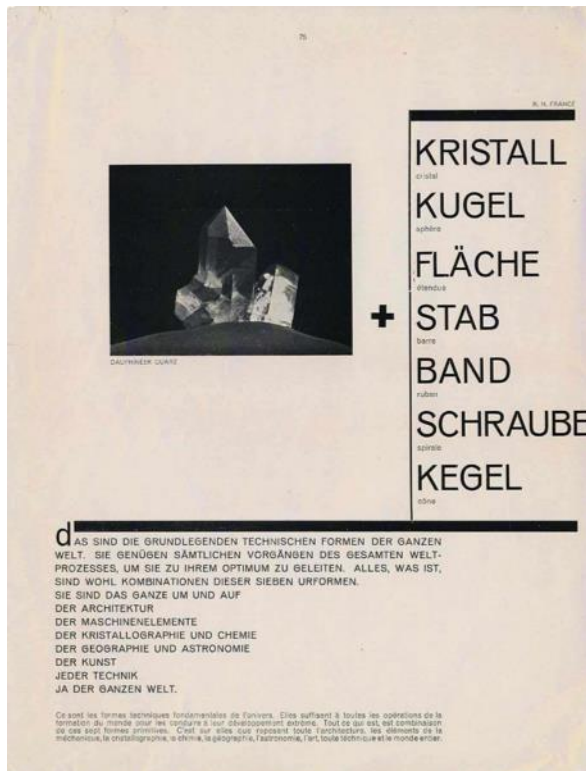 75
R. H. FRANCÉ
KRISTALL
cristal
KUGEL
sphère
FLÄCHE
étendue
+ STAB
barre
BAND
ruban
SCHRAUBE
spirale
KEGEL
cône
DAUPHINEER QUARZ
dAS SIND DIE GRUNDLEGENDEN TECHNISCHEN FORMEN DER GANZEN
WELT. SIE GENÜGEN SÄMTLICHEN VORGÄNGEN DES GESAMTEN WELT-
PROZESSES, UM SIE ZU IHREM OPTIMUM ZU GELEITEN. ALLES, WAS IST,
SIND WOHL KOMBINATIONEN DIESER SIEBEN URFORMEN.
SIE SIND DAS GANZE UM UND AUF
DER ARCHITEKTUR
DER MASCHINENELEMENTE
DER KRISTALLOGRAPHIE UND CHEMIE
DER GEOGRAPHIE UND ASTRONOMIE
DER KUNST
JEDER TECHNIK
JA DER GANZEN WELT.
Ce sont les formes techniques fondamentales de l'univers. Elles suffisent à toutes les opérations de la
formation du monde pour les conduire à leur développement extrême. Tout ce qui est, est combinaison
de ces sept formes primitives. C'est sur elles que reposent toute l'architecture, les éléments de la
méchanique, la cristallographie, la chimie, la géographie, l'astronomie, l'art, toute téchnique et le monde entier.